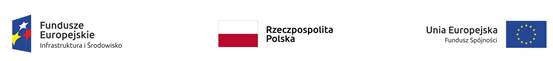 Fundusze
Europejskie
Infrastruktura i Środowisko
Rzeczpospolita
Polska
Unia Europejska
Fundusz Spójności